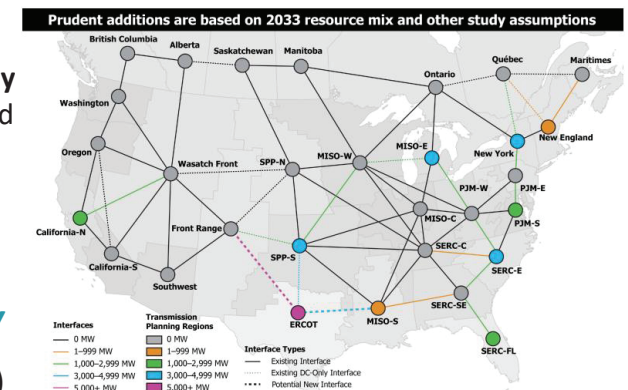 Prudent additions are based on 2033 resource mix and other study assumptions
y
d
British Columbia
Alberta
Saskatchewan
Manitoba
Québec
Maritimes
Ontario
Washington
Oregon
Wasatch Front
SPP-N
MISO-W
MISO-E
New York
New England
PJM-W
PJM-E
California-N
Front Range
MISO-C
PJM-S
California-S
Southwest
SPP-S
SERC-C
SERC-E
ERCOT
MISO-S
SERC-SE
SERC-FL
Interfaces
0 MW
1–999 MW
1,000–2,999 MW
3,000–4,999 MW
5,000+ MW
Transmission
Planning Regions
0 MW
1–999 MW
1,000–2,999 MW
3,000–4,999 MW
5,000+ MW
Interface Types
Existing Interface
Existing DC-Only Interface
Potential New Interface